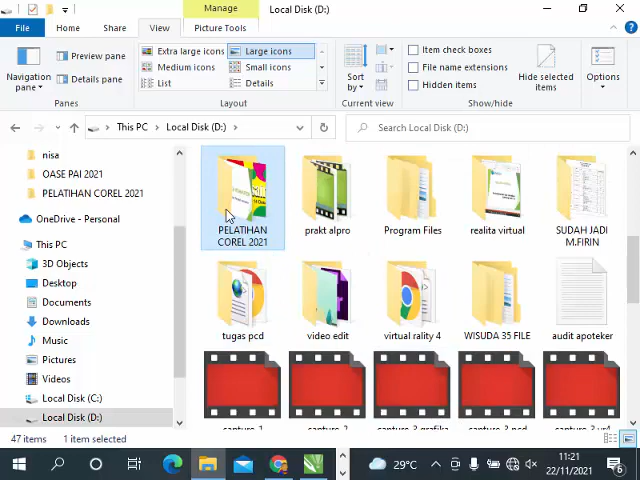 Manage
Local Disk (D:)
File
Home
Share
View
Picture Tools
Navigation pane
Preview pane
Details pane
Panes
Extra large icons
Large icons
Medium icons
Small icons
List
Details
Layout
Sort by
Current view
Item check boxes
File name extensions
Hidden items
Show/hide
Hide selected items
Options
This PC > Local Disk (D:) >
Search Local Disk (D:)
nisa
OASE PAI 2021
PELATIHAN COREL 2021
OneDrive - Personal
This PC
3D Objects
Desktop
Documents
Downloads
Music
Pictures
Videos
Local Disk (C:)
Local Disk (D:)
PELATIHAN
COREL 2021
prakt alpro
Program Files
realita virtual
SUDAH JADI
M.FIRIN
tugas pcd
video edit
virtual rality 4
WISUDA 35 FILE
audit apoteker
47 items
1 item selected
29°C
11:21
22/11/2021
6